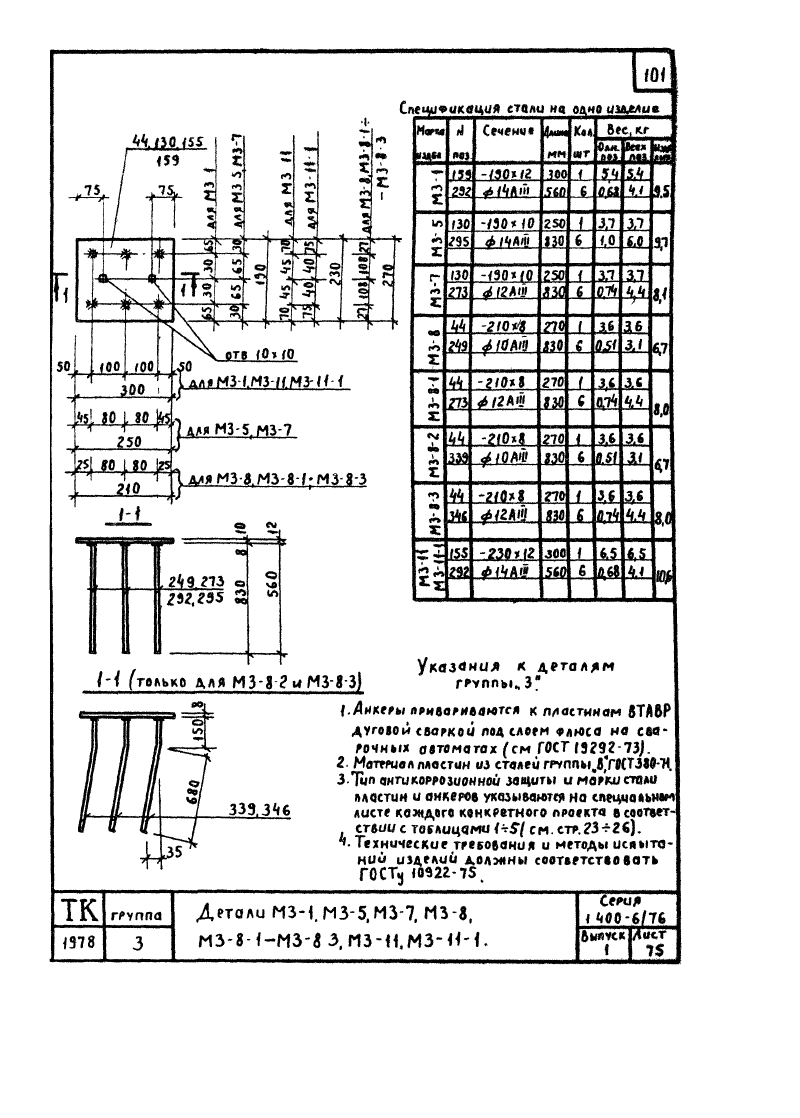 101
Спецификация стали на одно изделие
Марка изделия N поз. Сечение Длина мм Кол. шт Вес, кг
Одн. поз. Всех поз.
М3-1 159 -190×12 300 1 5,4 5,4
292 ϕ14АIII 560 6 0,68 4,1 9,5
М3-5 130 -190×10 250 1 3,7 3,7
295 ϕ14АIII 830 6 1,0 6,0 9,7
М3-7 130 -190×10 250 1 3,7 3,7
273 ϕ12АIII 830 6 0,74 4,4 8,1
М3-8 44 -210×8 270 1 3,6 3,6
249 ϕ10АIII 830 6 0,51 3,1 6,7
М3-8-1 44 -210×8 270 1 3,6 3,6
273 ϕ12АIII 830 6 0,74 4,4 8,0
М3-8-2 44 -210×8 270 1 3,6 3,6
339 ϕ10АIII 830 6 0,51 3,1 6,7
М3-8-3 44 -210×8 270 1 3,6 3,6
346 ϕ12АIII 830 6 0,74 4,4 8,0
М3-11 М3-11-1 155 -230×12 300 1 6,5 6,5
292 ϕ14АIII 560 6 0,68 4,1 10,6
44,130,155
159
75 75
для М3 1
для М3 5, М3-7
для М3 11
для М3-11-1
для М3-8, М3-8-1÷
-М3-8-3
65 30 30 65
30 65 65 30
190
70 45 45 70
75 40 40 75
230
27 108 108 27
270
1 1
отв 10×10
50 100 100 50
300
для М3-1, М3-11, М3-11-1
45 80 80 45
250
для М3-5, М3-7
25 80 80 25
210
для М3-8, М3-8-1÷М3-8-3
1-1
8 10 12
249,273
292,295
830
560
1-1 (только для М3-8-2 и М3-8-3)
8
150
680
339,346
35
Указания к деталям
группы „3".
1. Анкеры привариваются к пластинам втавр
дуговой сваркой под слоем флюса на сва-
рочных автоматах (см ГОСТ 19292-73).
2. Материал пластин из сталей группы „В", ГОСТ 380-71.
3. Тип антикоррозионной защиты и марки стали
пластин и анкеров указываются на специальном
листе каждого конкретного проекта в соответ-
ствии с таблицами 1÷5 (см. стр. 23÷26).
4. Технические требования и методы испыта-
ний изделий должны соответствовать
ГОСТу 10922-75.
ТК группа
1978 3
Детали М3-1, М3-5, М3-7, М3-8,
М3-8-1—М3-8 3, М3-11, М3-11-1.
Серия
1 400-6/76
Выпуск Лист
1 75